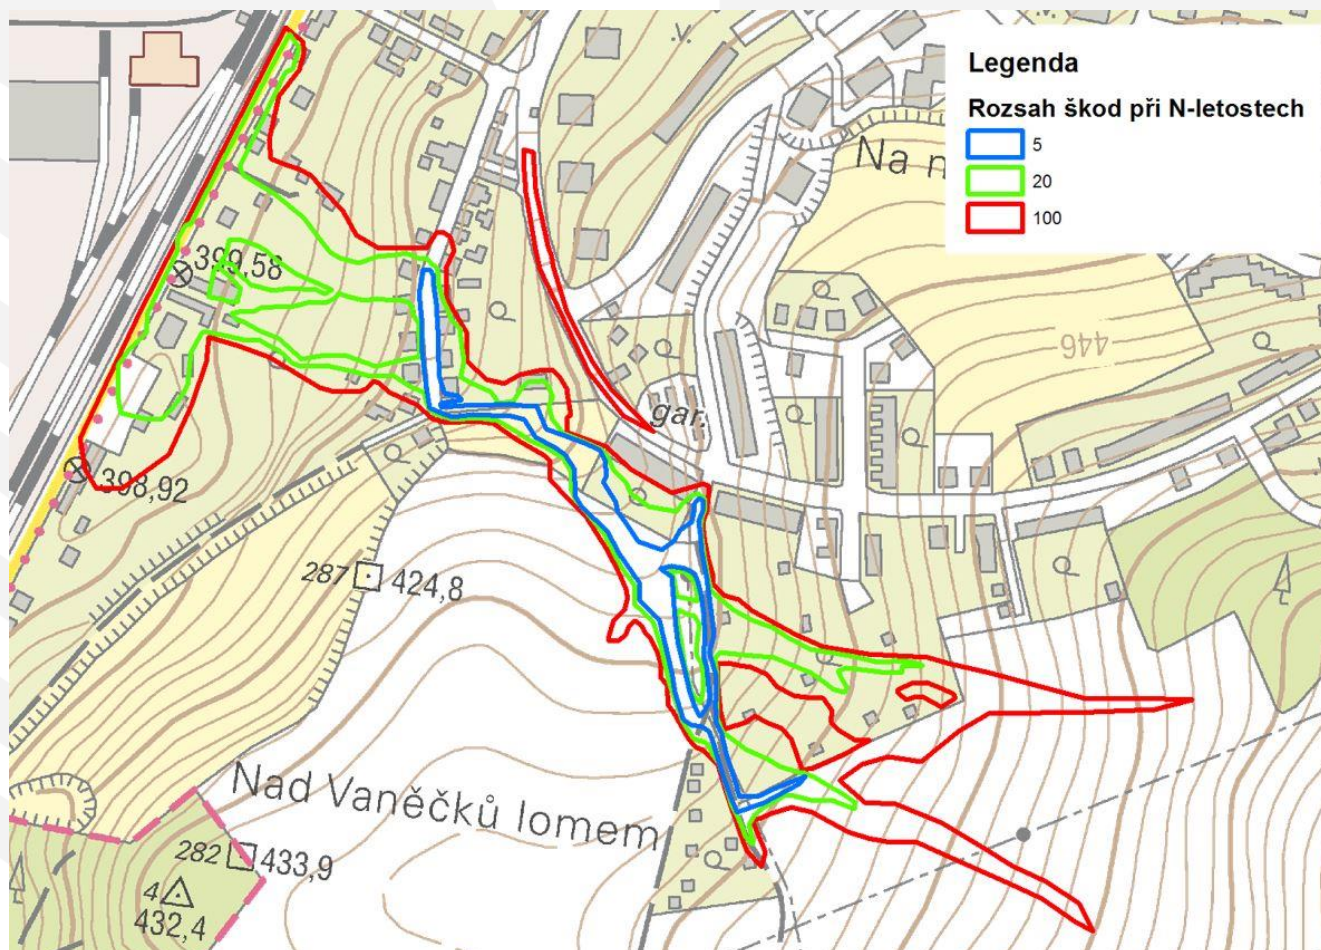 Legenda
Rozsah škod při N-letostech
5
20
100
Na n
399,58
446
gar.
398,92
287 424,8
Nad Vaněčků lomem
282 433,9
4
432,4